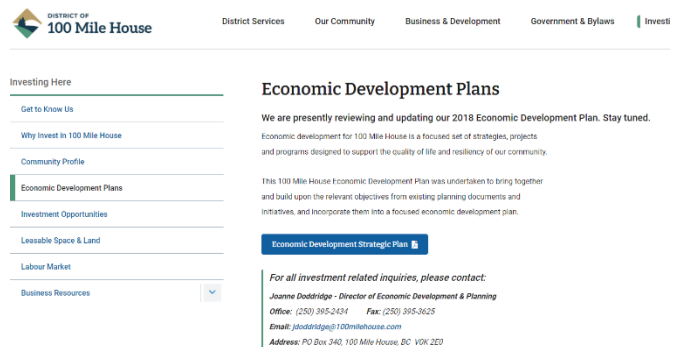 DISTRICT OF
100 Mile House
District Services
Our Community
Business & Development
Government & Bylaws
Investi
Investing Here
Get to Know Us
Why Invest in 100 Mile House
Community Profile
Economic Development Plans
Investment Opportunities
Leasable Space & Land
Labour Market
Business Resources
Economic Development Plans
We are presently reviewing and updating our 2018 Economic Development Plan. Stay tuned.
Economic development for 100 Mile House is a focused set of strategies, projects
and programs designed to support the quality of life and resiliency of our community.
This 100 Mile House Economic Development Plan was undertaken to bring together
and build upon the relevant objectives from existing planning documents and
initiatives, and incorporate them into a focused economic development plan.
Economic Development Strategic Plan
For all investment related inquiries, please contact:
Joanne Doddridge - Director of Economic Development & Planning
Office: (250) 395-2434 Fax: (250) 395-3625
Email: jdoddridge@100milehouse.com
Address: PO Box 340, 100 Mile House, BC V0K 2E0